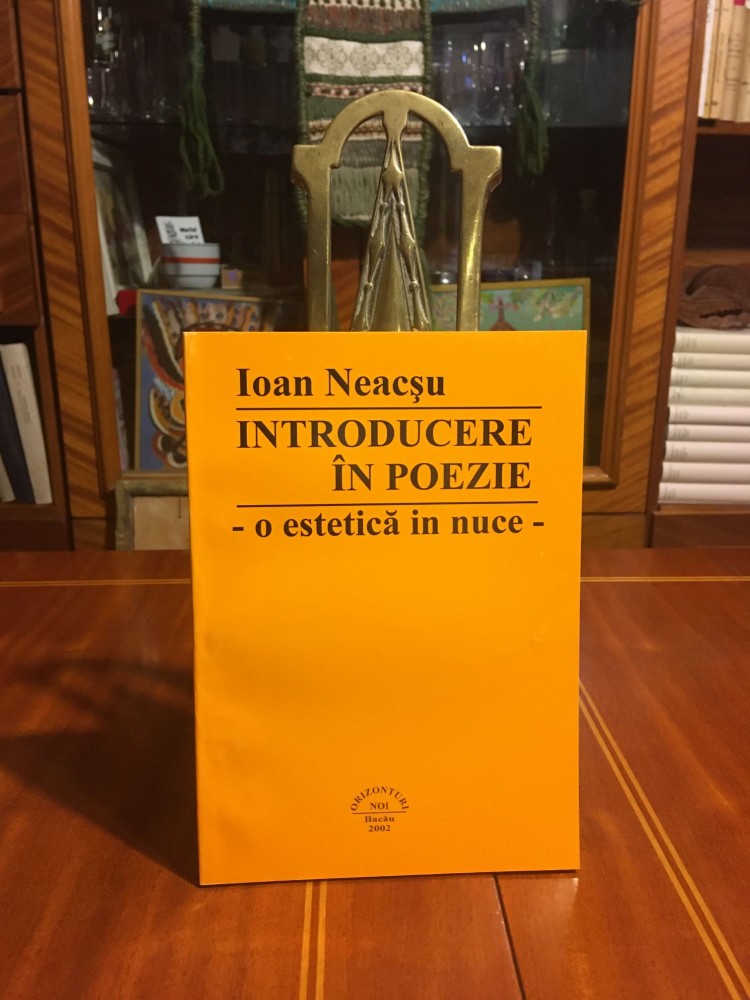 Ioan Neacşu
INTRODUCERE
ÎN POEZIE
- o estetică in nuce -
ORIZONTURI
NOI
Bacău
2002